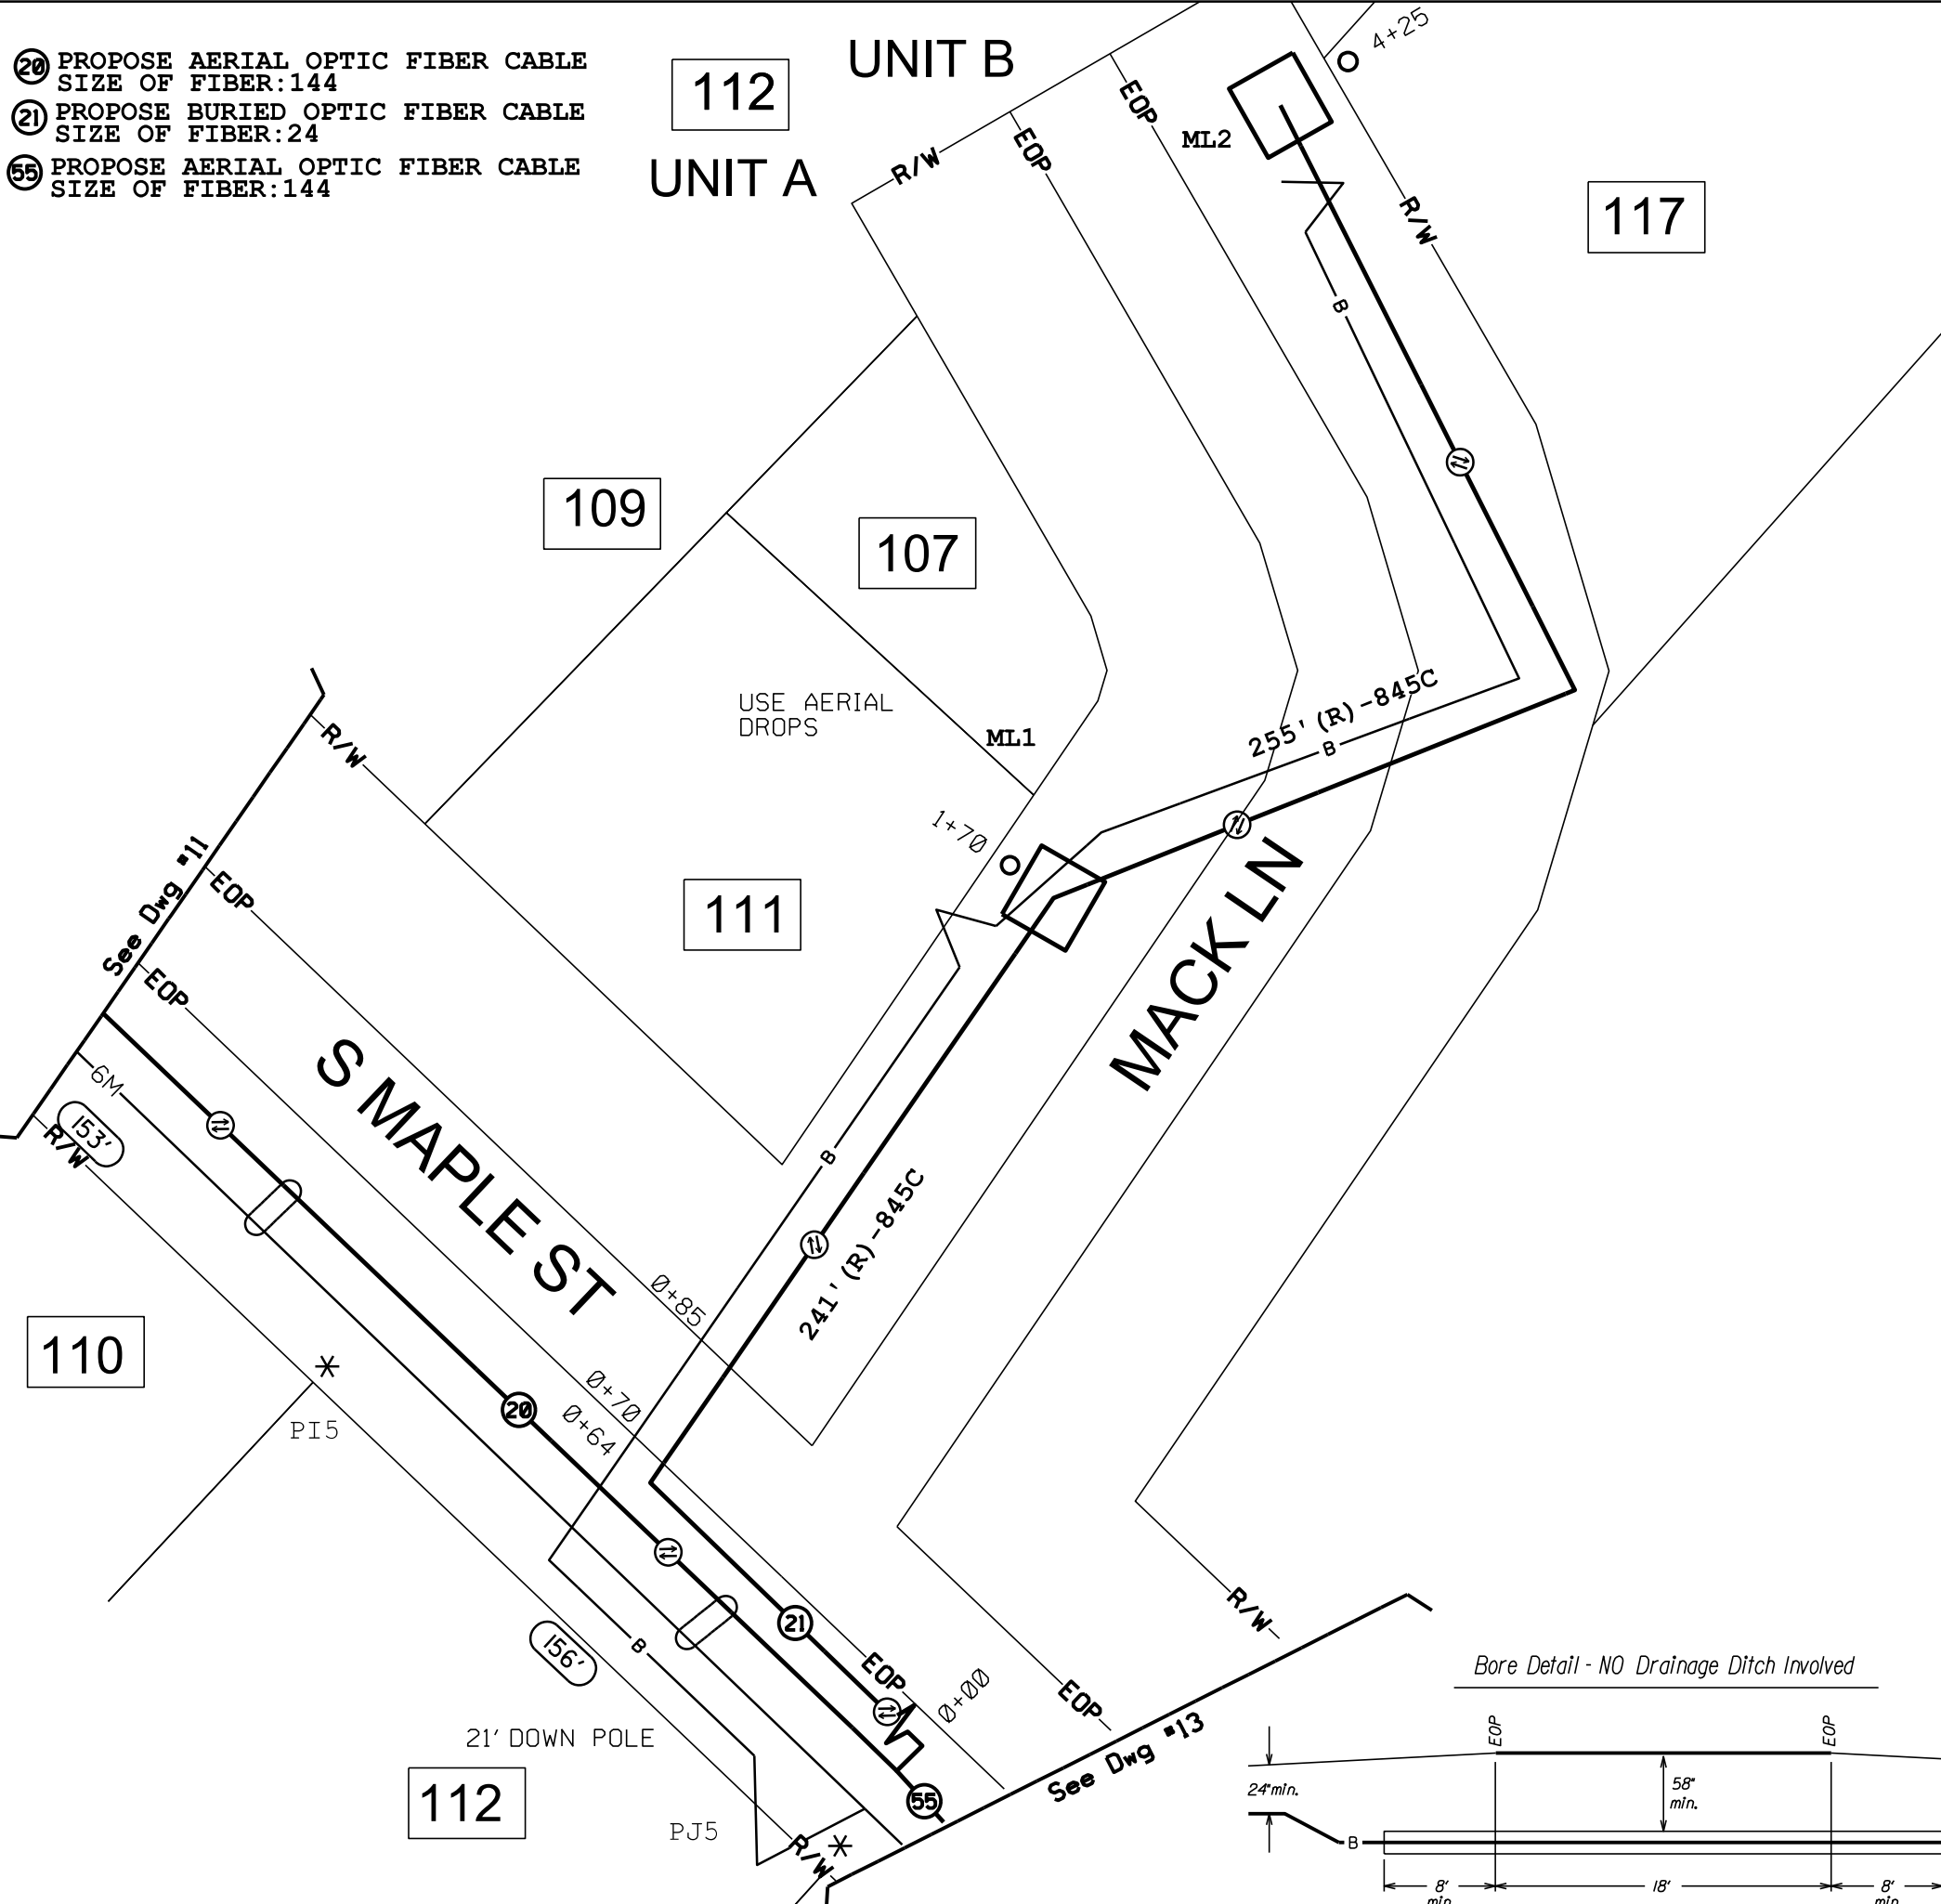 20 PROPOSE AERIAL OPTIC FIBER CABLE
SIZE OF FIBER:144
21 PROPOSE BURIED OPTIC FIBER CABLE
SIZE OF FIBER:24
55 PROPOSE AERIAL OPTIC FIBER CABLE
SIZE OF FIBER:144
112
UNIT B
UNIT A
R/W
EOP
EOP
ML2
4+25
R/W
117
B
109
107
USE AERIAL
DROPS
ML1
255'(R)-845C
B
1+70
R/W
111
See Dwg #11
EOP
EOP
MACK LN
S MAPLE ST
6M
153'
R/W
B
241'(R)-845C
0+85
110
PI5
0+70
0+64
20
21
156'
B
EOP
0+00
R/W
EOP
See Dwg #13
21' DOWN POLE
112
PJ5
55
R/W
Bore Detail - NO Drainage Ditch Involved
EOP
EOP
24" min.
58"
min.
B
8'
min.
18'
8'
min.